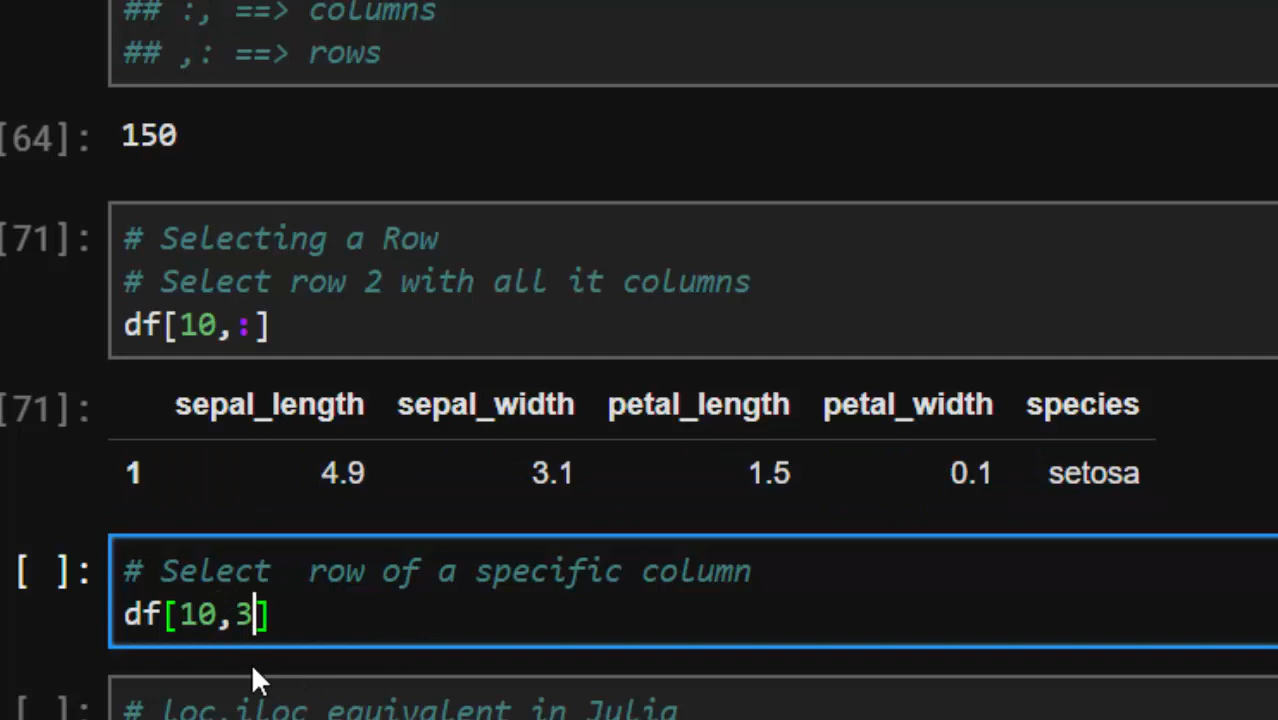 ## :, ==> columns
## ,: ==> rows
[64]: 150
[71]: # Selecting a Row
# Select row 2 with all it columns
df[10,:]
[71]: sepal_length sepal_width petal_length petal_width species
1 4.9 3.1 1.5 0.1 setosa
[ ]: # Select  row of a specific column
df[10,3]
[ ]: # loc,iloc equivalent in Julia